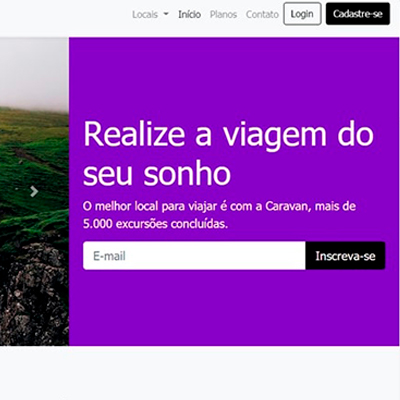 Locais Início Planos Contato Login Cadastre-se
Realize a viagem do
seu sonho
O melhor local para viajar é com a Caravan, mais de
5.000 excursões concluídas.
E-mail Inscreva-se